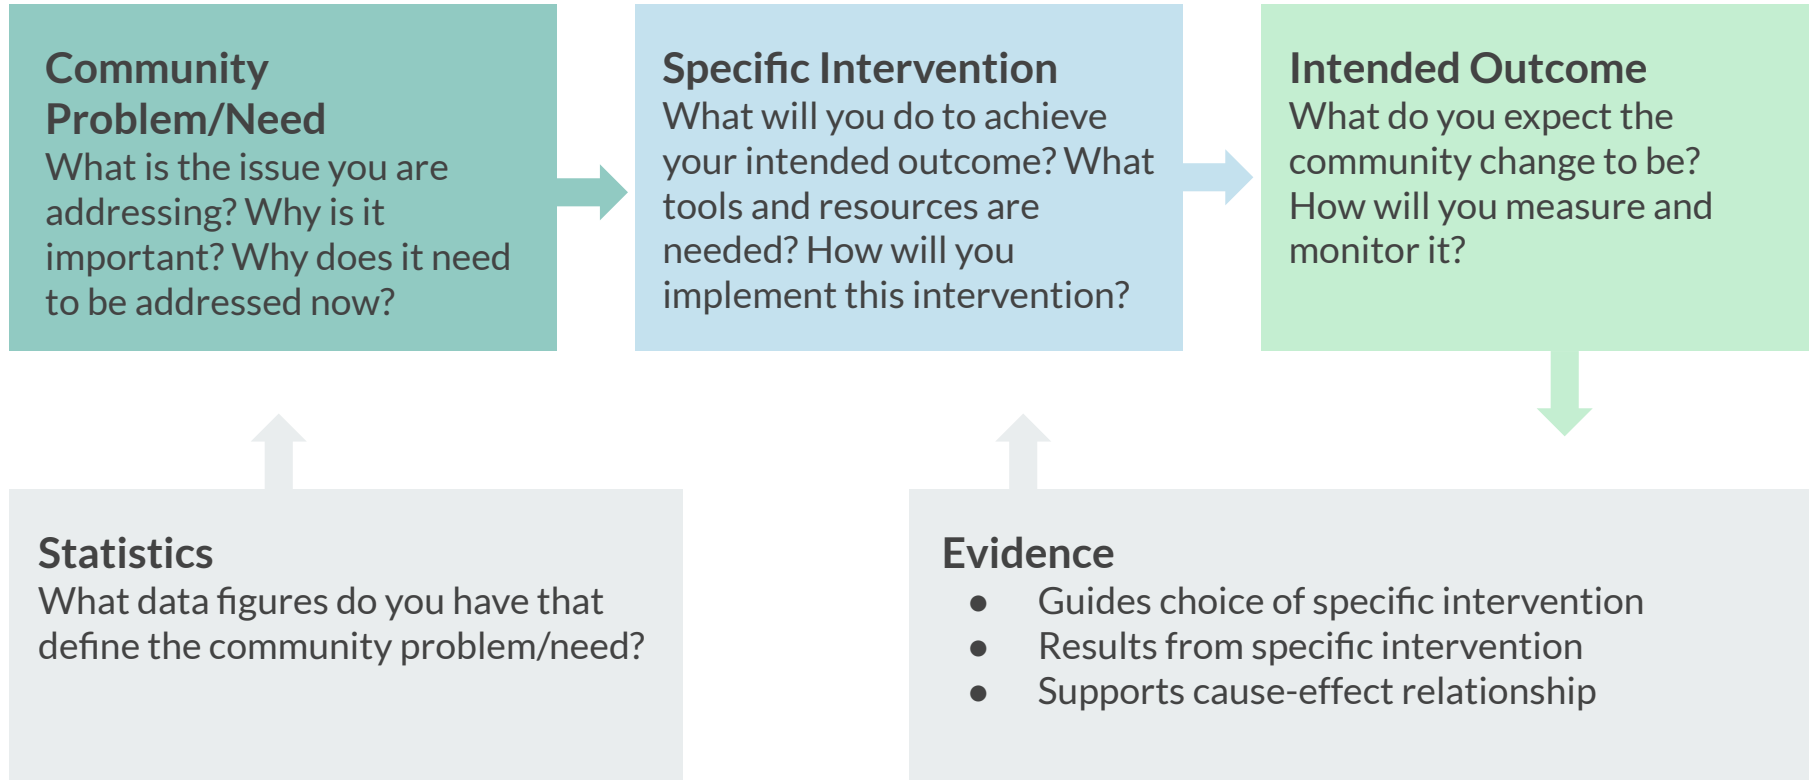 Community
Problem/Need
What is the issue you are
addressing? Why is it
important? Why does it need
to be addressed now?
Specific Intervention
What will you do to achieve
your intended outcome? What
tools and resources are
needed? How will you
implement this intervention?
Intended Outcome
What do you expect the
community change to be?
How will you measure and
monitor it?
Statistics
What data figures do you have that
define the community problem/need?
Evidence
● Guides choice of specific intervention
● Results from specific intervention
● Supports cause-effect relationship